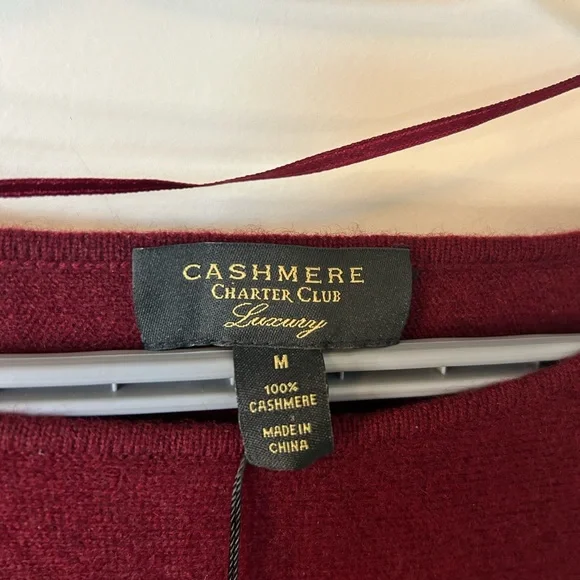 CASHMERE
CHARTER CLUB
Luxury
M
100%
CASHMERE
MADE IN
CHINA